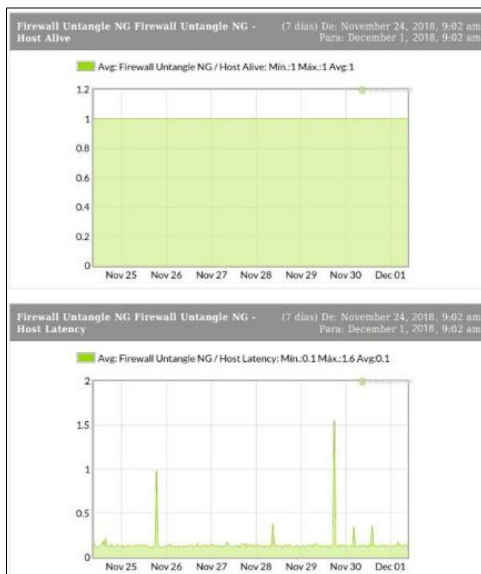 Firewall Untangle NG Firewall Untangle NG -
Host Alive
(7 días) De: November 24, 2018, 9:02 am
Para: December 1, 2018, 9:02 am
Avg: Firewall Untangle NG / Host Alive: Mín.:1 Máx.:1 Avg:1
1.2
1
0.8
0.6
0.4
0.2
0
Nov 25 Nov 26 Nov 27 Nov 28 Nov 29 Nov 30 Dec 01
Firewall Untangle NG Firewall Untangle NG -
Host Latency
(7 días) De: November 24, 2018, 9:02 am
Para: December 1, 2018, 9:02 am
Avg: Firewall Untangle NG / Host Latency: Mín.:0.1 Máx.:1.6 Avg:0.1
2
1.5
1
0.5
0
Nov 25 Nov 26 Nov 27 Nov 28 Nov 29 Nov 30 Dec 01